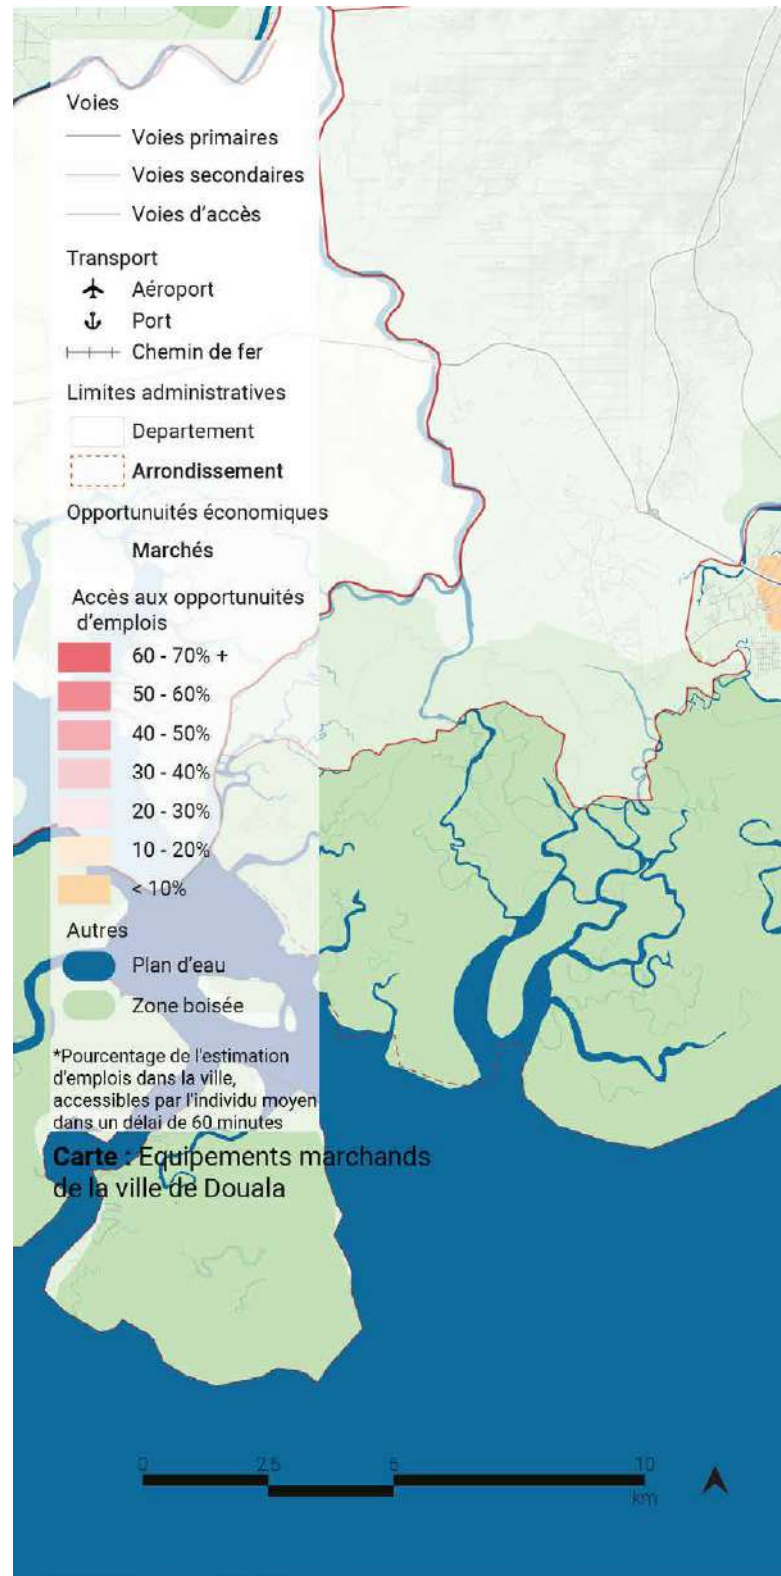 Voies
Voies primaires
Voies secondaires
Voies d'accès
Transport
Aéroport
Port
Chemin de fer
Limites administratives
Departement
Arrondissement
Opportunuités économiques
Marchés
Accès aux opportunuités
d'emplois
60 - 70% +
50 - 60%
40 - 50%
30 - 40%
20 - 30%
10 - 20%
< 10%
Autres
Plan d'eau
Zone boisée
*Pourcentage de l'estimation
d'emplois dans la ville,
accessibles par l'individu moyen
dans un délai de 60 minutes
Carte : Equipements marchands
de la ville de Douala
0 2,5 5 10
km